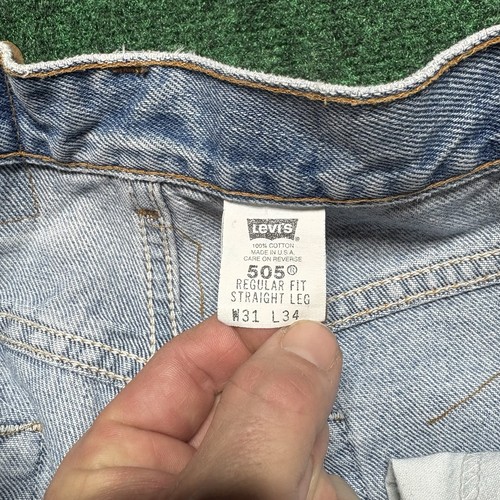 LEVI'S®
100% COTTON
MADE IN U.S.A.
CARE ON REVERSE
505®
REGULAR FIT
STRAIGHT LEG
W31 L34